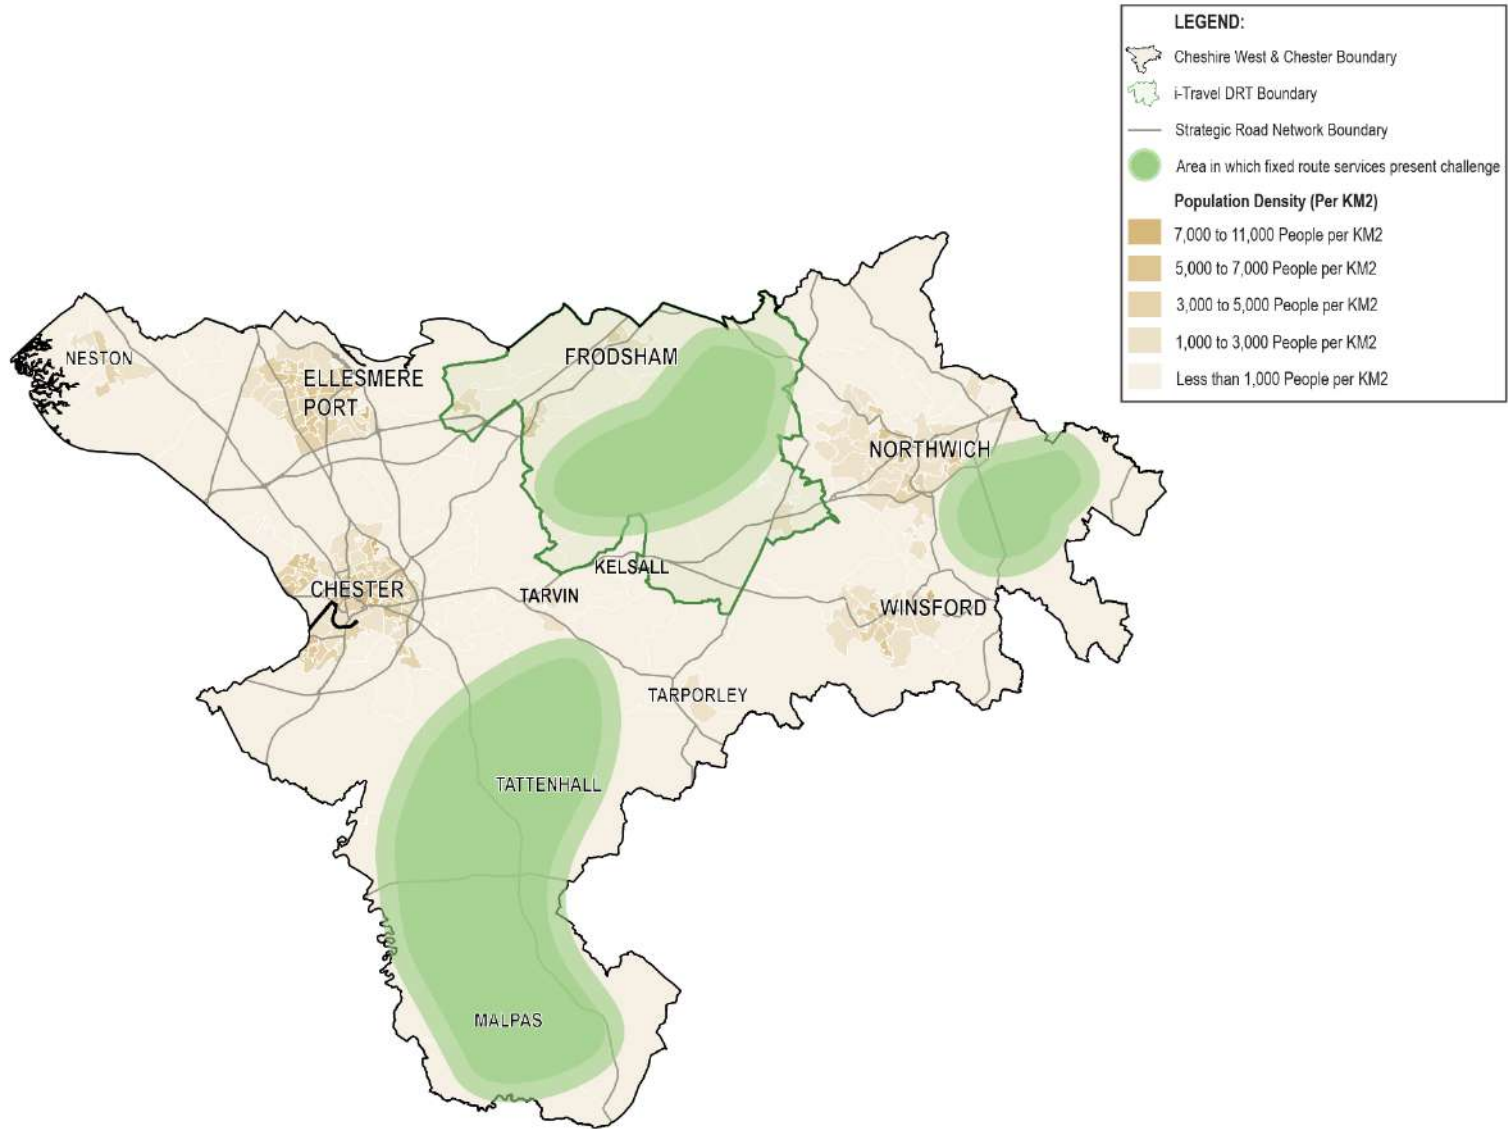 LEGEND:
Cheshire West & Chester Boundary
i-Travel DRT Boundary
Strategic Road Network Boundary
Area in which fixed route services present challenge
Population Density (Per KM2)
7,000 to 11,000 People per KM2
5,000 to 7,000 People per KM2
3,000 to 5,000 People per KM2
1,000 to 3,000 People per KM2
Less than 1,000 People per KM2
NESTON
ELLESMERE
PORT
FRODSHAM
NORTHWICH
CHESTER
KELSALL
TARVIN
WINSFORD
TARPORLEY
TATTENHALL
MALPAS